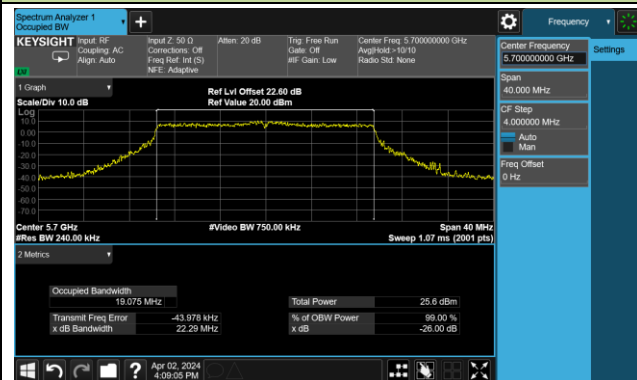 Spectrum Analyzer 1
Occupied BW
Frequency
KEYSIGHT
Input: RF
Coupling: AC
Align: Auto
Input Z: 50 Ω
Corrections: Off
Freq Ref: Int (S)
NFE: Adaptive
Atten: 20 dB
Trig: Free Run
Gate: Off
#IF Gain: Low
Center Freq: 5.700000000 GHz
Avg|Hold:>10/10
Radio Std: None
Center Frequency
5.700000000 GHz
Settings
Span
40.000 MHz
CF Step
4.000000 MHz
Auto
Man
Freq Offset
0 Hz
1 Graph
Ref Lvl Offset 22.60 dB
Scale/Div 10.0 dB
Ref Value 20.00 dBm
Log
10.0
0.00
-10.0
-20.0
-30.0
-40.0
-50.0
-60.0
-70.0
Center 5.7 GHz
#Video BW 750.00 kHz
Span 40 MHz
#Res BW 240.00 kHz
Sweep 1.07 ms (2001 pts)
2 Metrics
Occupied Bandwidth
19.075 MHz
Total Power
25.6 dBm
Transmit Freq Error
-43.978 kHz
% of OBW Power
99.00 %
x dB Bandwidth
22.29 MHz
x dB
-26.00 dB
?
Apr 02, 2024
4:09:05 PM